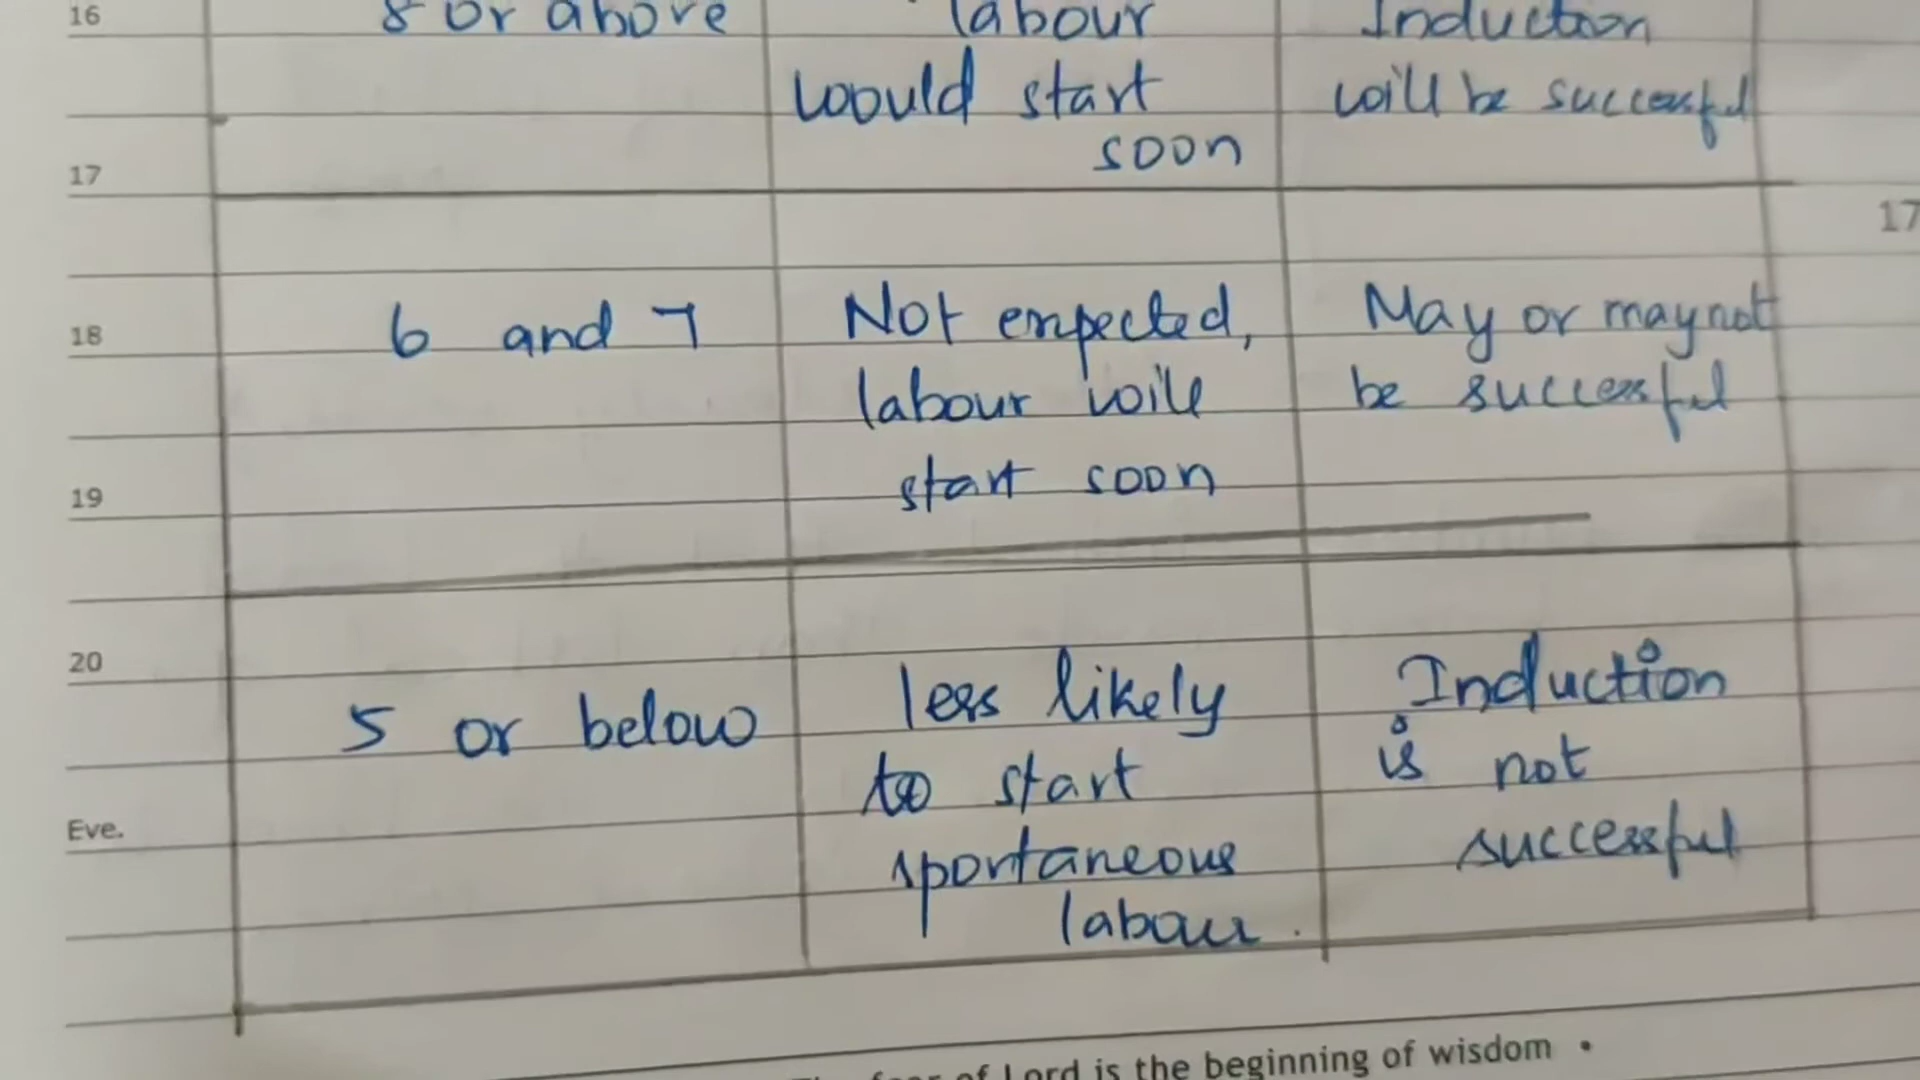 16
8 or above
labour
Induction
would start
will be successful
soon
17
17
18
6 and 7
Not expected,
May or may not
labour will
be successful
start soon
19
20
less likely
Induction
5 or below
to start
is not
Eve.
spontaneous
successful
labour.
of Lord is the beginning of wisdom •